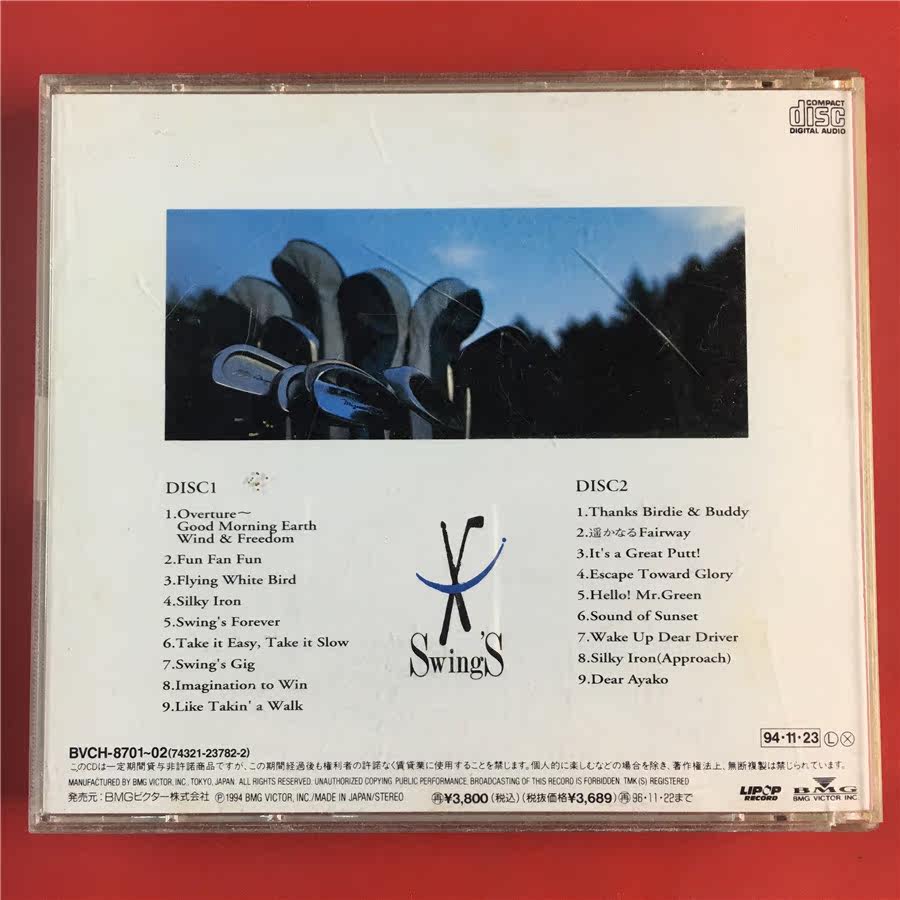 COMPACT
disc
DIGITAL AUDIO
DISC1
1.Overture～
Good Morning Earth
Wind & Freedom
2.Fun Fan Fun
3.Flying White Bird
4.Silky Iron
5.Swing's Forever
6.Take it Easy, Take it Slow
7.Swing's Gig
8.Imagination to Win
9.Like Takin' a Walk
Swing'S
DISC2
1.Thanks Birdie & Buddy
2.遥かなるFairway
3.It's a Great Putt!
4.Escape Toward Glory
5.Hello! Mr.Green
6.Sound of Sunset
7.Wake Up Dear Driver
8.Silky Iron(Approach)
9.Dear Ayako
BVCH-8701~02(74321-23782-2)
94·11·23 Ⓛ Ⓧ
このCDは一定期間貸与非許諾商品ですが、この期間経過後も権利者の許諾なく賃貸業に使用することを禁じます。個人的に楽しむなどの場合を除き、著作権法上、無断複製は禁じられています。
MANUFACTURED BY BMG VICTOR, INC. TOKYO, JAPAN. ALL RIGHTS RESERVED. UNAUTHORIZED COPYING. PUBLIC PERFORMANCE. BROADCASTING OF THIS RECORD IS FORBIDDEN. TMK (S) REGISTERED
発売元：BMGビクター株式会社 Ⓟ 1994 BMG VICTOR, INC./MADE IN JAPAN/STEREO
再¥3,800(税込)(税抜価格¥3,689)再96·11·22まで
LIPOP
RECORD
BMG
BMG VICTOR, INC.